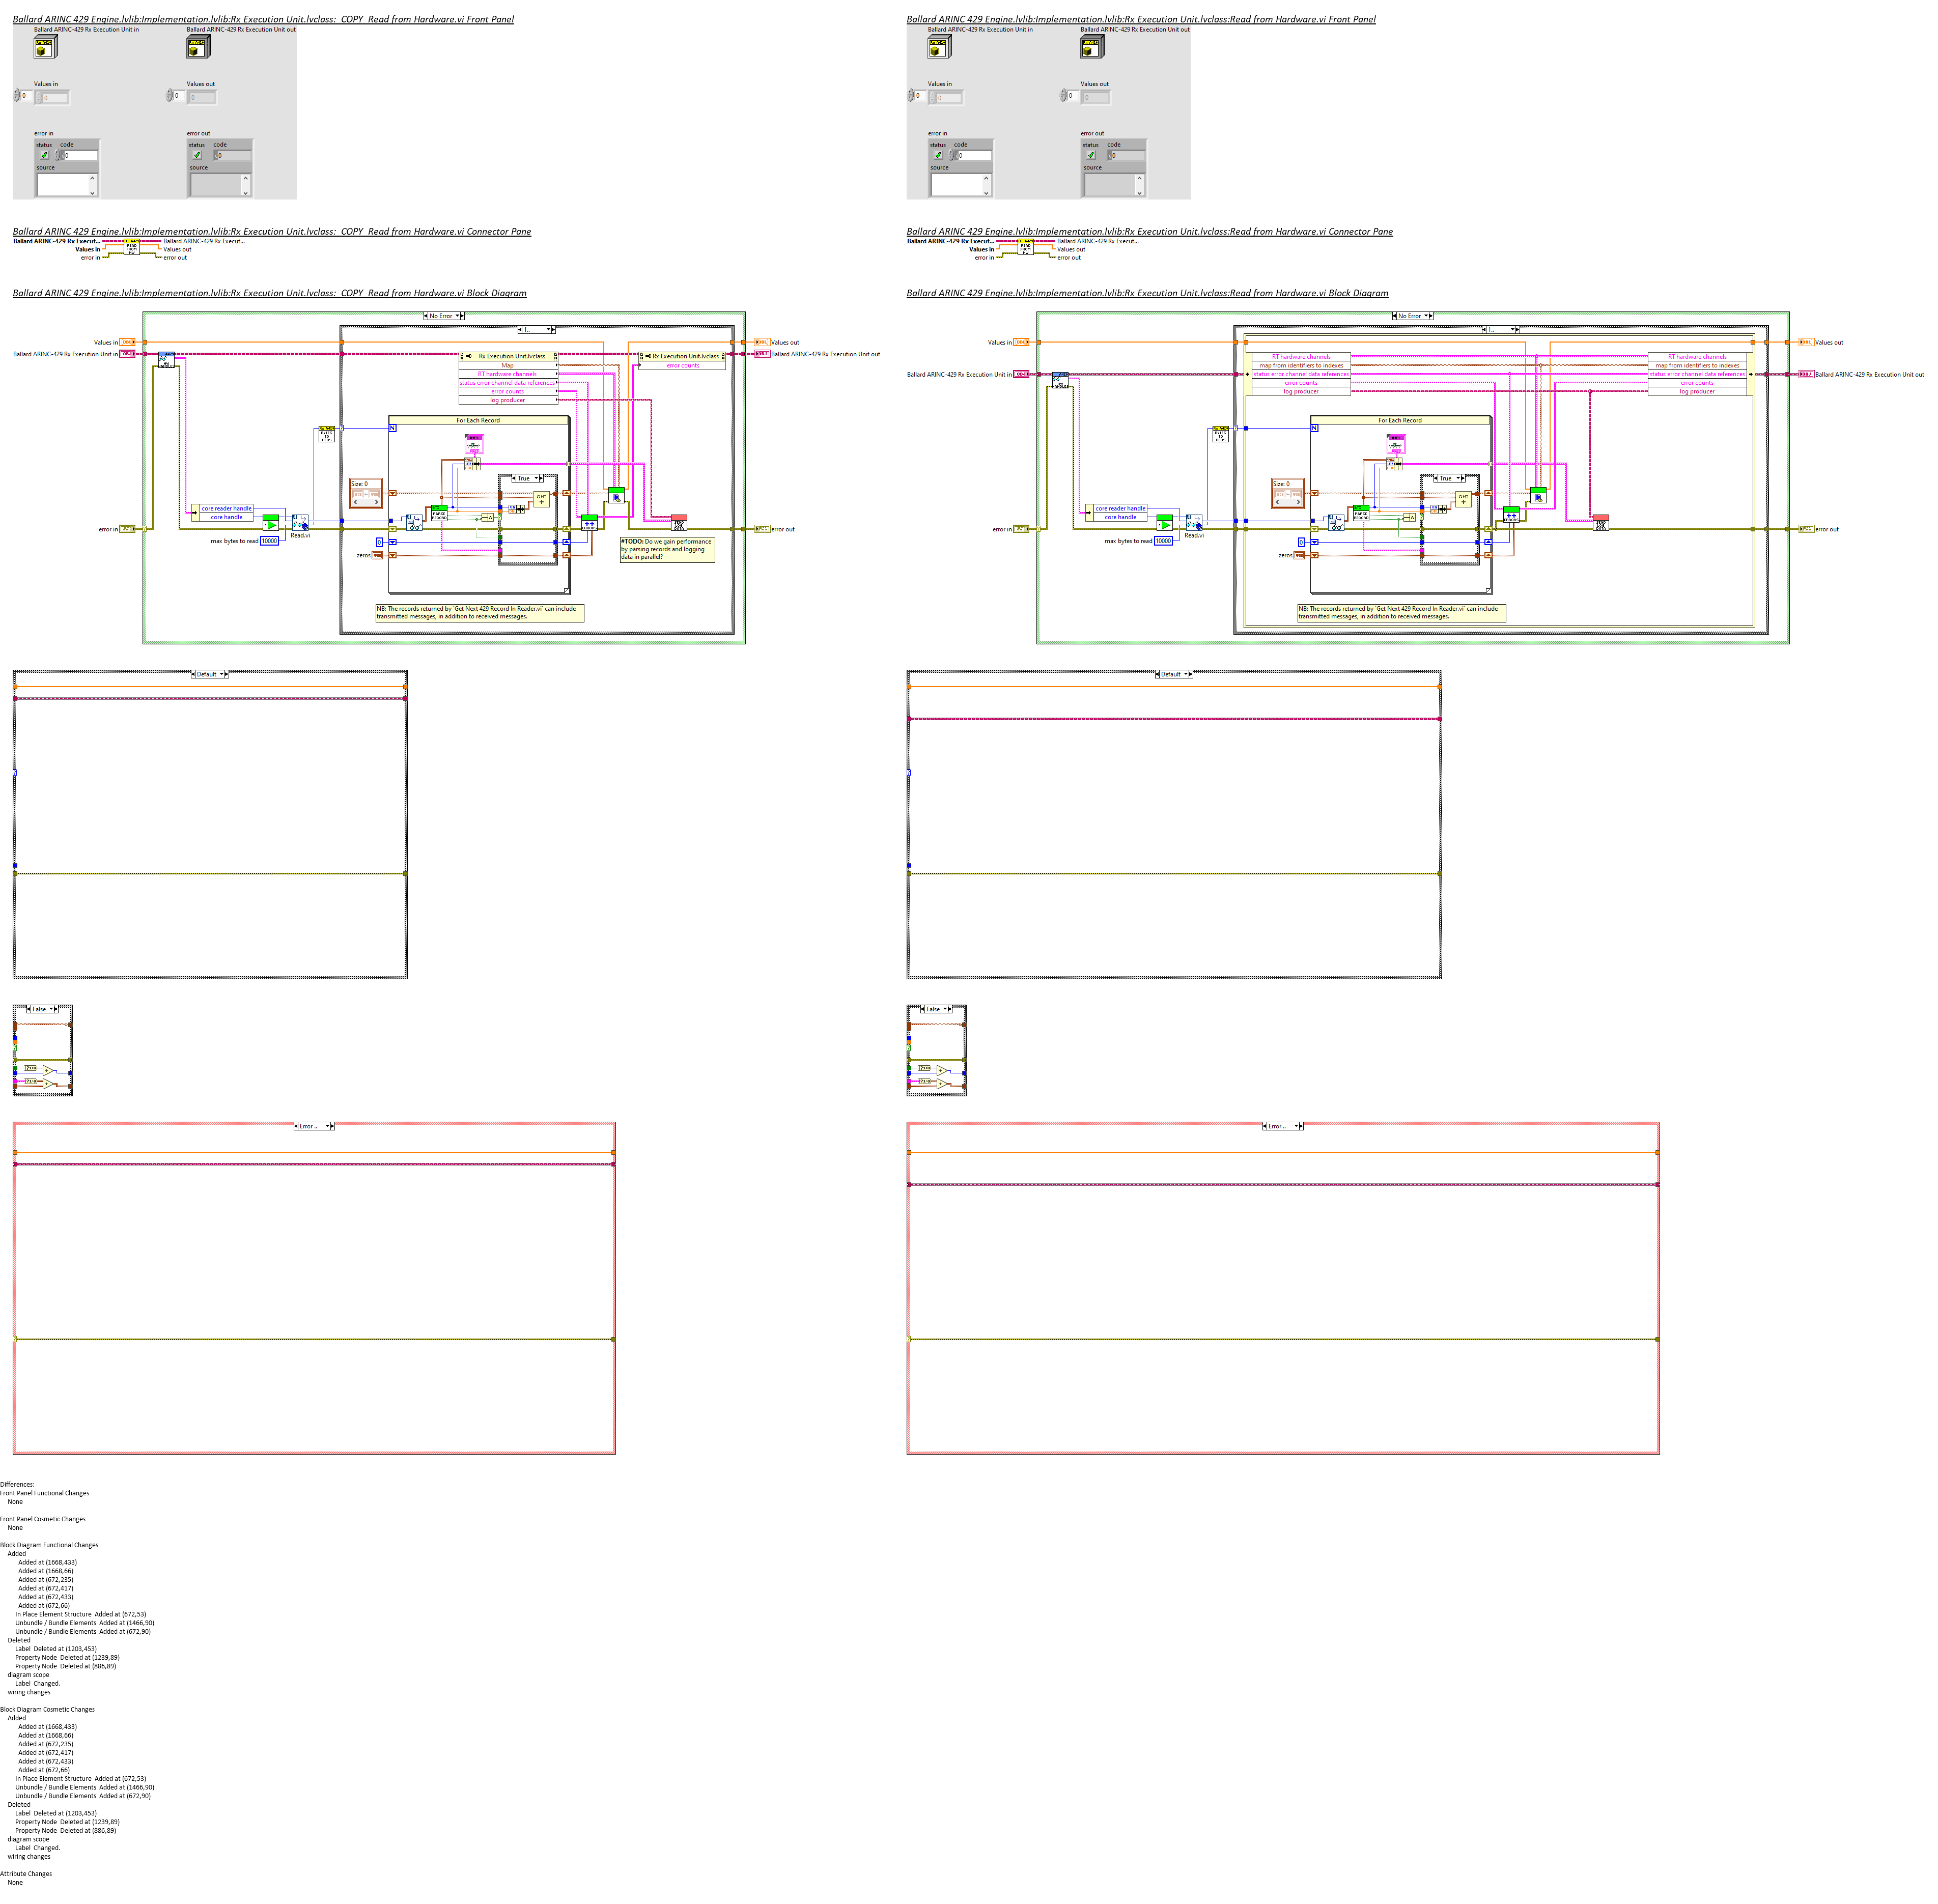 Ballard ARINC 429 Engine.lvlib:Implementation.lvlib:Rx Execution Unit.lvclass:_COPY_Read from Hardware.vi Front Panel
Ballard ARINC-429 Rx Execution Unit in
Ballard ARINC-429 Rx Execution Unit out
Values in
Values out
0
0
0
0
error in
error out
status code
status code
0
0
source
source
Ballard ARINC 429 Engine.lvlib:Implementation.lvlib:Rx Execution Unit.lvclass:_COPY_Read from Hardware.vi Connector Pane
Ballard ARINC-429 Rx Execut...
Ballard ARINC-429 Rx Execut...
Values in
Values out
error in
error out
Ballard ARINC 429 Engine.lvlib:Implementation.lvlib:Rx Execution Unit.lvclass:_COPY_Read from Hardware.vi Block Diagram
No Error
1..
Values in
Values out
Ballard ARINC 429 Rx Execution Unit in
Ballard ARINC 429 Rx Execution Unit out
Rx Execution Unit.lvclass
Map
RT hardware channels
status error channel data references
error counts
log producer
Rx Execution Unit.lvclass
error counts
For Each Record
N
Size: 0
True
core reader handle
core handle
error in
error out
Read.vi
max bytes to read 10000
0
zeros
#TODO: Do we gain performance
by parsing records and logging
data in parallel?
NB: The records returned by 'Get Next 429 Record In Reader.vi' can include
transmitted messages, in addition to received messages.
Default
False
Error ..
Ballard ARINC 429 Engine.lvlib:Implementation.lvlib:Rx Execution Unit.lvclass:Read from Hardware.vi Front Panel
Ballard ARINC-429 Rx Execution Unit in
Ballard ARINC-429 Rx Execution Unit out
Values in
Values out
0
0
0
0
error in
error out
status code
status code
0
0
source
source
Ballard ARINC 429 Engine.lvlib:Implementation.lvlib:Rx Execution Unit.lvclass:Read from Hardware.vi Connector Pane
Ballard ARINC-429 Rx Execut...
Ballard ARINC-429 Rx Execut...
Values in
Values out
error in
error out
Ballard ARINC 429 Engine.lvlib:Implementation.lvlib:Rx Execution Unit.lvclass:Read from Hardware.vi Block Diagram
No Error
1..
Values in
Values out
RT hardware channels
map from identifiers to indexes
status error channel data references
error counts
log producer
RT hardware channels
map from identifiers to indexes
status error channel data references
error counts
log producer
Ballard ARINC 429 Rx Execution Unit in
Ballard ARINC 429 Rx Execution Unit out
For Each Record
N
Size: 0
True
core reader handle
core handle
error in
error out
Read.vi
max bytes to read 10000
0
zeros
NB: The records returned by 'Get Next 429 Record In Reader.vi' can include
transmitted messages, in addition to received messages.
Default
False
Error ..
Differences:
Front Panel Functional Changes
None
Front Panel Cosmetic Changes
None
Block Diagram Functional Changes
Added
Added at (1668,433)
Added at (1668,66)
Added at (672,235)
Added at (672,417)
Added at (672,433)
Added at (672,66)
In Place Element Structure Added at (672,53)
Unbundle / Bundle Elements Added at (1466,90)
Unbundle / Bundle Elements Added at (672,90)
Deleted
Label Deleted at (1203,453)
Property Node Deleted at (1239,89)
Property Node Deleted at (886,89)
diagram scope
Label Changed.
wiring changes
Block Diagram Cosmetic Changes
Added
Added at (1668,433)
Added at (1668,66)
Added at (672,235)
Added at (672,417)
Added at (672,433)
Added at (672,66)
In Place Element Structure Added at (672,53)
Unbundle / Bundle Elements Added at (1466,90)
Unbundle / Bundle Elements Added at (672,90)
Deleted
Label Deleted at (1203,453)
Property Node Deleted at (1239,89)
Property Node Deleted at (886,89)
diagram scope
Label Changed.
wiring changes
Attribute Changes
None